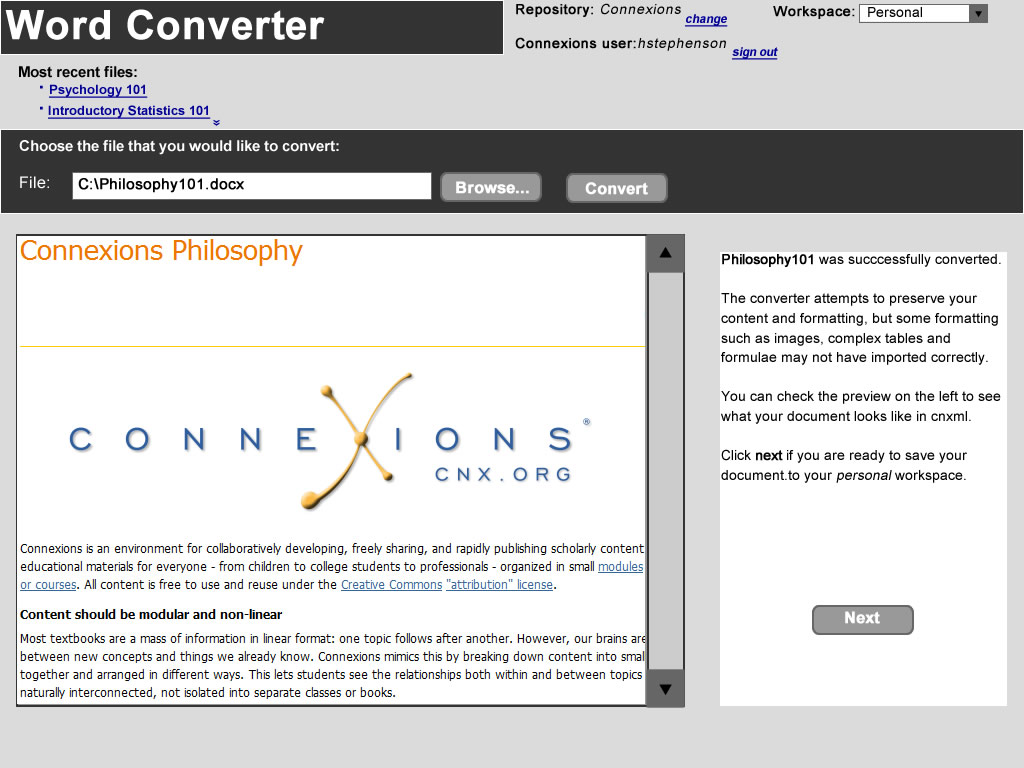 Word Converter
Repository: Connexions change
Workspace: Personal
Connexions user:hstephenson sign out
Most recent files:
Psychology 101
Introductory Statistics 101
Choose the file that you would like to convert:
File: C:\Philosophy101.docx Browse... Convert
Connexions Philosophy
CONNEXIONS®
CNX.ORG
Connexions is an environment for collaboratively developing, freely sharing, and rapidly publishing scholarly content
educational materials for everyone - from children to college students to professionals - organized in small modules
or courses. All content is free to use and reuse under the Creative Commons "attribution" license.
Content should be modular and non-linear
Most textbooks are a mass of information in linear format: one topic follows after another. However, our brains are
between new concepts and things we already know. Connexions mimics this by breaking down content into smal
together and arranged in different ways. This lets students see the relationships both within and between topics
naturally interconnected, not isolated into separate classes or books.
Philosophy101 was succcessfully converted.
The converter attempts to preserve your
content and formatting, but some formatting
such as images, complex tables and
formulae may not have imported correctly.
You can check the preview on the left to see
what your document looks like in cnxml.
Click next if you are ready to save your
document.to your personal workspace.
Next